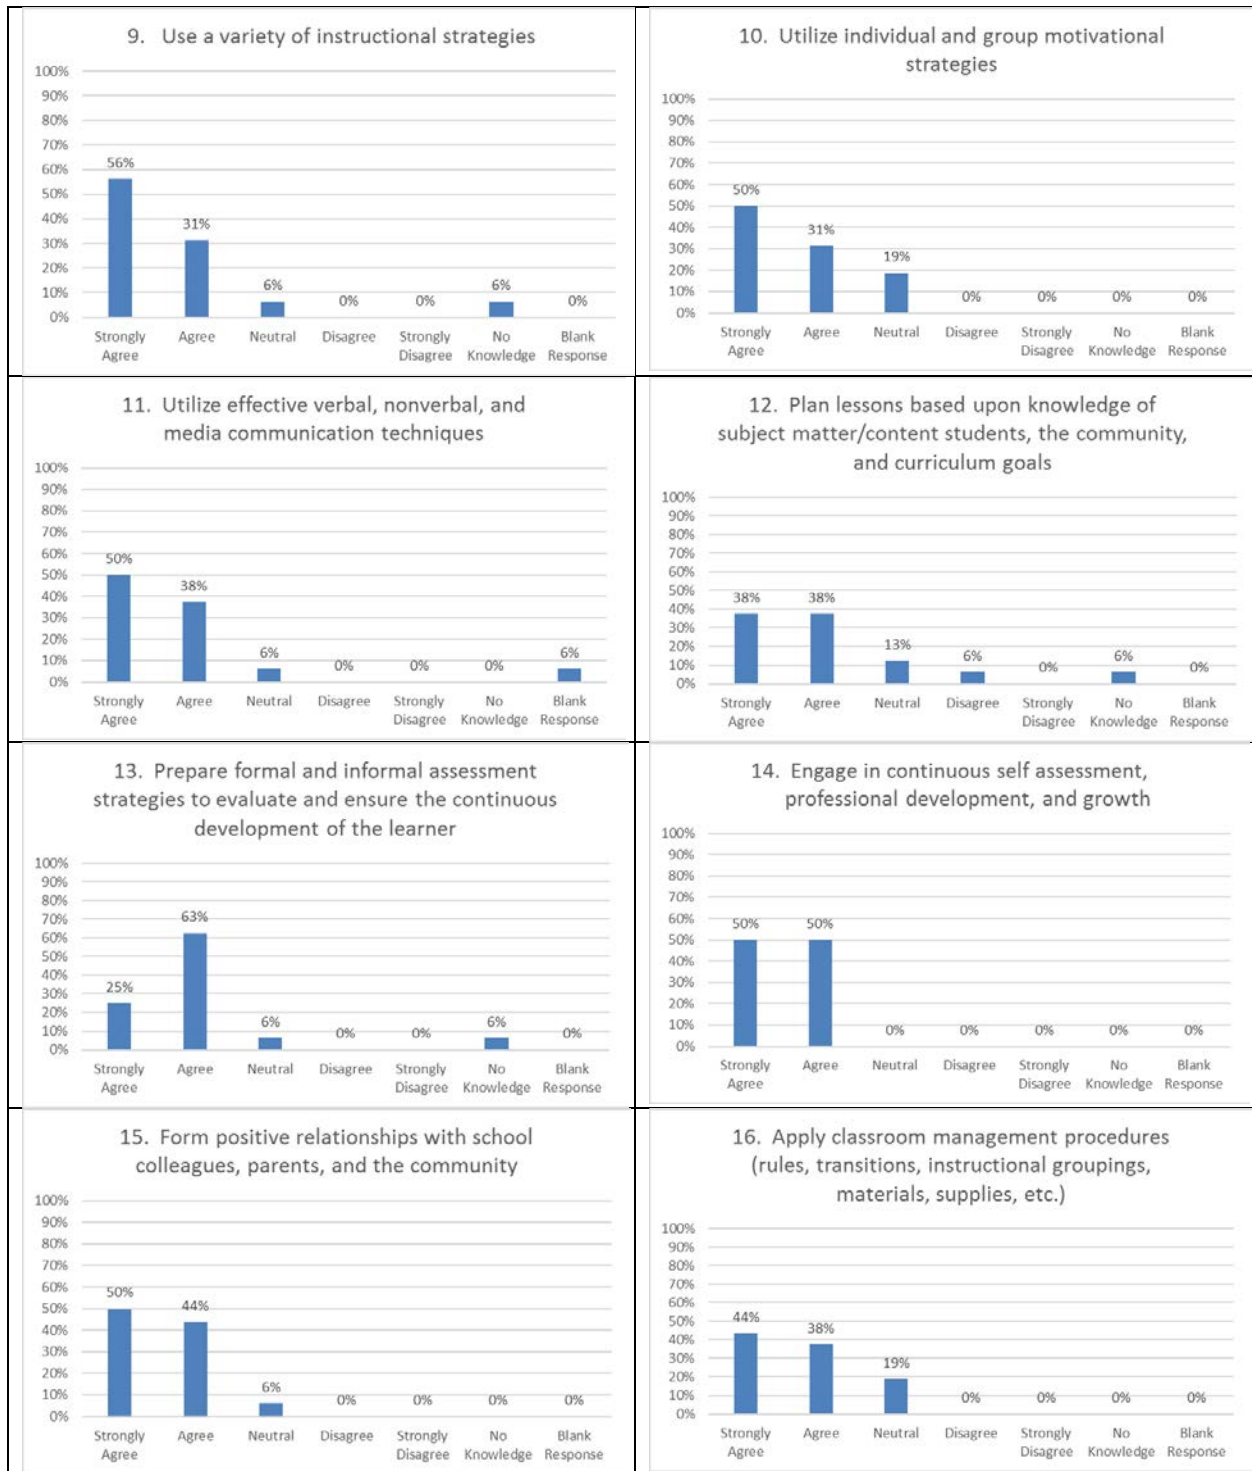 9. Use a variety of instructional strategies
100%
90%
80%
70%
60%
50%
40%
30%
20%
10%
0%
56%
31%
6%
0%
0%
6%
0%
Strongly Agree
Agree
Neutral
Disagree
Strongly Disagree
No Knowledge
Blank Response
10. Utilize individual and group motivational
strategies
100%
90%
80%
70%
60%
50%
40%
30%
20%
10%
0%
50%
31%
19%
0%
0%
0%
0%
Strongly Agree
Agree
Neutral
Disagree
Strongly Disagree
No Knowledge
Blank Response
11. Utilize effective verbal, nonverbal, and
media communication techniques
100%
90%
80%
70%
60%
50%
40%
30%
20%
10%
0%
50%
38%
6%
0%
0%
0%
6%
Strongly Agree
Agree
Neutral
Disagree
Strongly Disagree
No Knowledge
Blank Response
12. Plan lessons based upon knowledge of
subject matter/content students, the community,
and curriculum goals
100%
90%
80%
70%
60%
50%
40%
30%
20%
10%
0%
38%
38%
13%
6%
0%
6%
0%
Strongly Agree
Agree
Neutral
Disagree
Strongly Disagree
No Knowledge
Blank Response
13. Prepare formal and informal assessment
strategies to evaluate and ensure the continuous
development of the learner
100%
90%
80%
70%
60%
50%
40%
30%
20%
10%
0%
25%
63%
6%
0%
0%
6%
0%
Strongly Agree
Agree
Neutral
Disagree
Strongly Disagree
No Knowledge
Blank Response
14. Engage in continuous self assessment,
professional development, and growth
100%
90%
80%
70%
60%
50%
40%
30%
20%
10%
0%
50%
50%
0%
0%
0%
0%
0%
Strongly Agree
Agree
Neutral
Disagree
Strongly Disagree
No Knowledge
Blank Response
15. Form positive relationships with school
colleagues, parents, and the community
100%
90%
80%
70%
60%
50%
40%
30%
20%
10%
0%
50%
44%
6%
0%
0%
0%
0%
Strongly Agree
Agree
Neutral
Disagree
Strongly Disagree
No Knowledge
Blank Response
16. Apply classroom management procedures
(rules, transitions, instructional groupings,
materials, supplies, etc.)
100%
90%
80%
70%
60%
50%
40%
30%
20%
10%
0%
44%
38%
19%
0%
0%
0%
0%
Strongly Agree
Agree
Neutral
Disagree
Strongly Disagree
No Knowledge
Blank Response